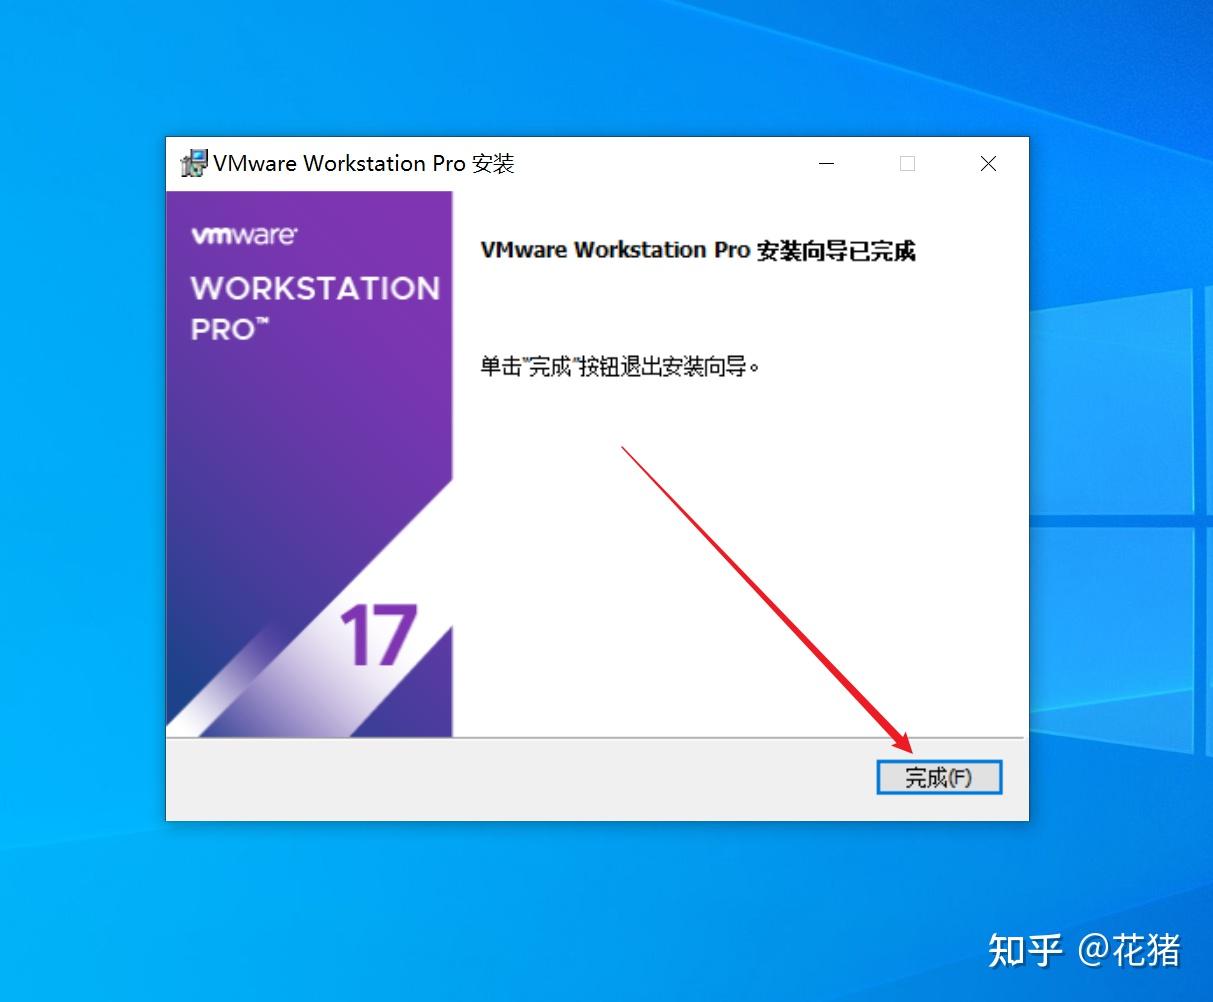 VMware Workstation Pro 安装
vmware
WORKSTATION
PRO™
VMware Workstation Pro 安装向导已完成
单击"完成"按钮退出安装向导。
17
完成(F)
知乎 @花猪